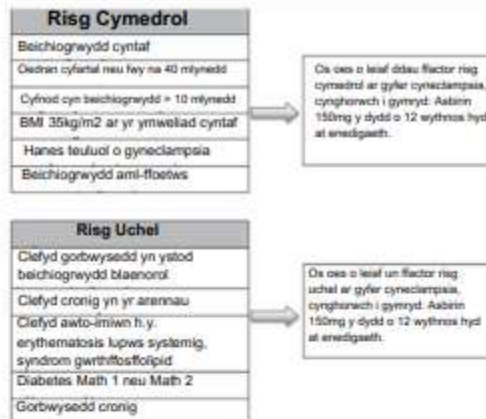 Risg Cymedrol
Beichiogrwydd cyntaf
Oedran cyfartal neu fwy na 40 mlynedd
Cyfnod cyn beichiogrwydd > 10 mlynedd
BMI 35kg/m2 ar yr ymweliad cyntaf
Hanes teuluol o gyneclampsia
Beichiogrwydd aml-ffoetws
Os oes o leiaf ddau ffactor risg
cymedrol ar gyfer cyneclampsia,
cynghorwch i gymryd: Aabirin
150mg y dydd o 12 wythnos hyd
at enedigaeth.
Risg Uchel
Clefyd gorbwysedd yn ystod
beichiogrwydd blaenorol
Clefyd cronig yn yr arennau
Clefyd awto-imiwn h.y.
erythematosis lupws systemig,
syndrom gwrthffosffolipid
Diabetes Math 1 neu Math 2
Gorbwysedd cronig
Os oes o leiaf un ffactor risg
uchel ar gyfer cyneclampsia,
cynghorwch i gymryd. Aabirin
150mg y dydd o 12 wythnos hyd
at enedigaeth.